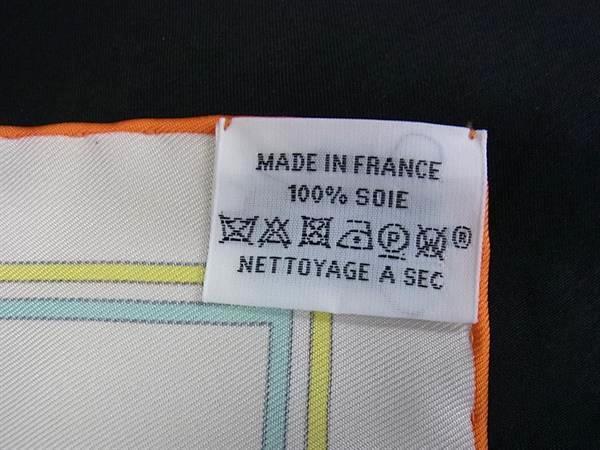 MADE IN FRANCE
100% SOIE
P W ®
NETTOYAGE A SEC